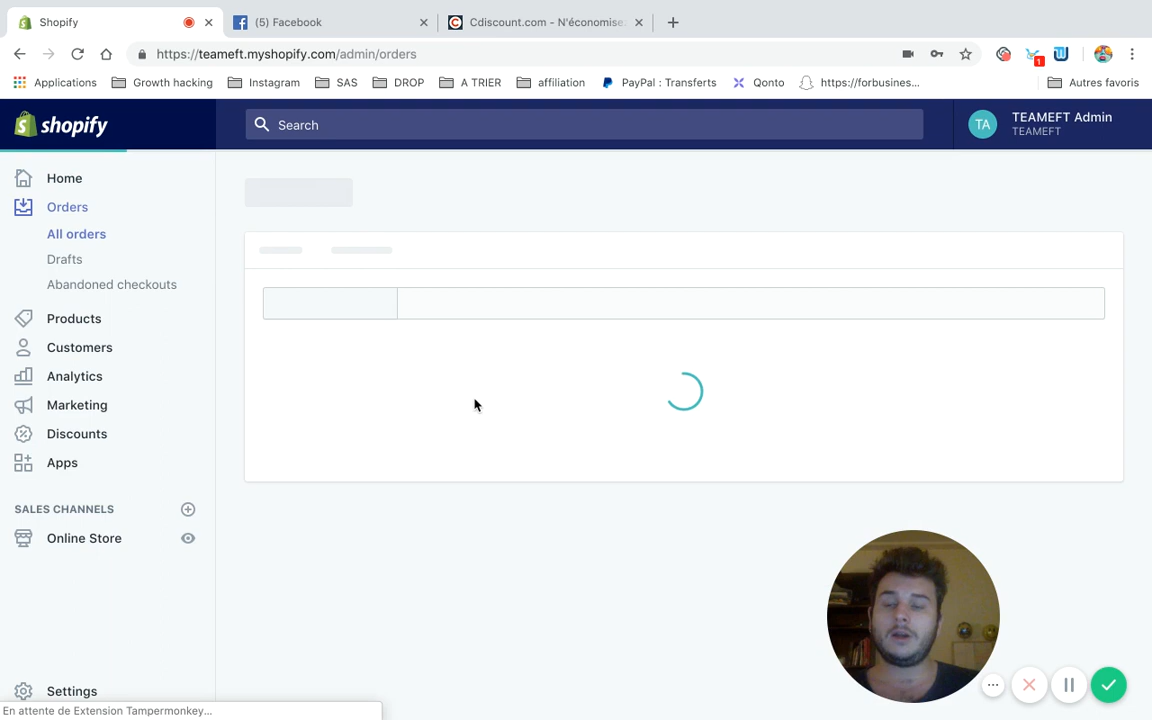 Shopify
(5) Facebook
Cdiscount.com - N'économise
https://teameft.myshopify.com/admin/orders
1
Applications
Growth hacking
Instagram
SAS
DROP
A TRIER
affiliation
PayPal : Transferts
Qonto
https://forbusines...
Autres favoris
shopify
Search
TA
TEAMEFT Admin
TEAMEFT
Home
Orders
All orders
Drafts
Abandoned checkouts
Products
Customers
Analytics
Marketing
Discounts
Apps
SALES CHANNELS
Online Store
Settings
En attente de Extension Tampermonkey...